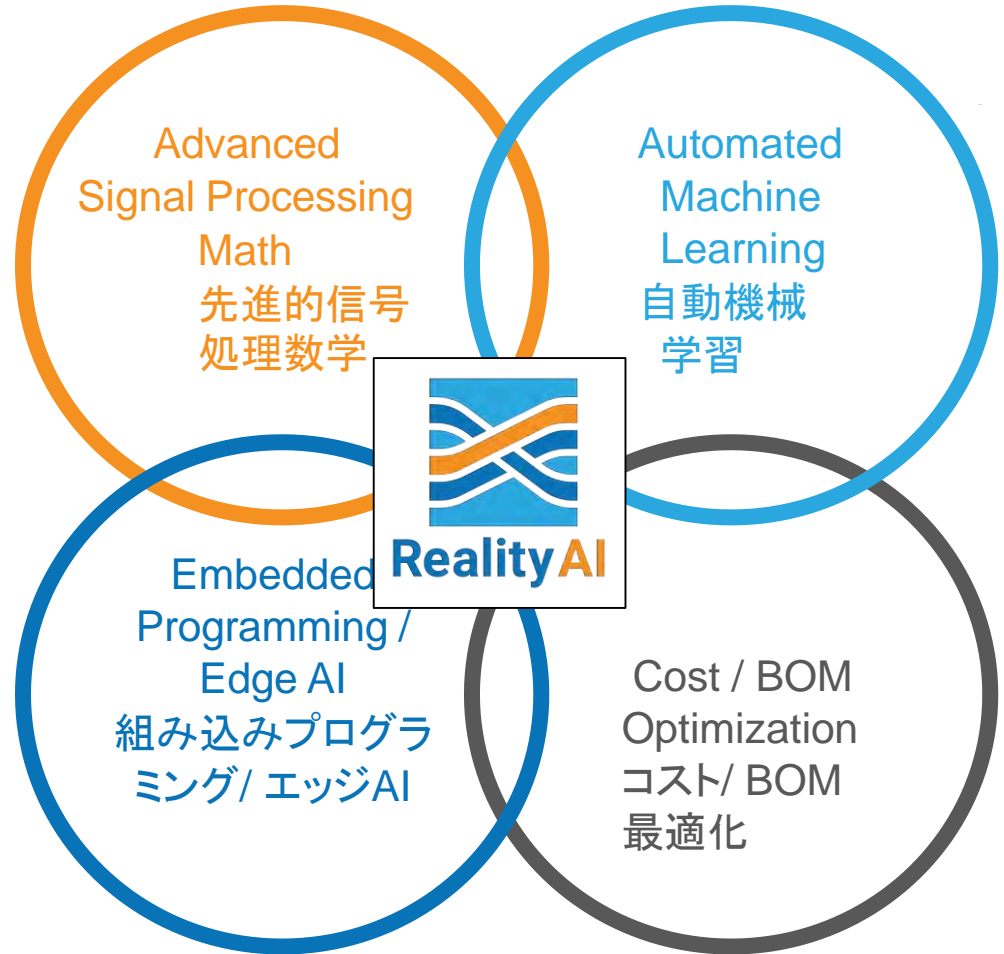 Advanced
Signal Processing
Math
先進的信号
処理数学
Automated
Machine
Learning
自動機械
学習
Reality AI
Embedded
Programming /
Edge AI
組み込みプログラ
ミング/ エッジAI
Cost / BOM
Optimization
コスト/ BOM
最適化